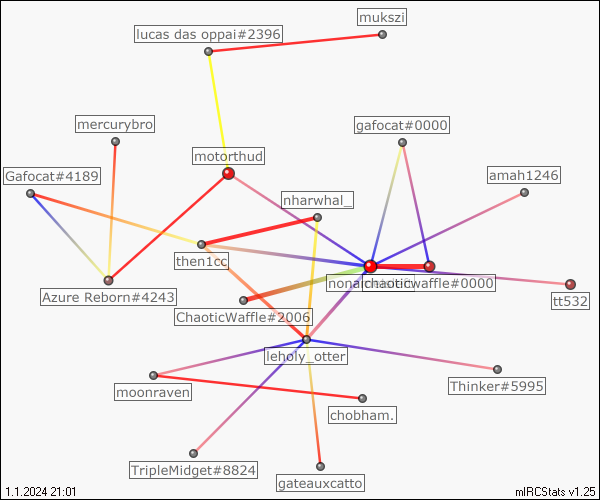 mukszi
lucas das oppai#2396
mercurybro
gafocat#0000
motorthud
Gafocat#4189
amah1246
nharwhal_
then1cc
chaoticwaffle#0000
Azure Reborn#4243
tt532
ChaoticWaffle#2006
leholy_otter
Thinker#5995
moonraven
chobham.
TripleMidget#8824
gateauxcatto
1.1.2024 21:01
mIRCStats v1.25